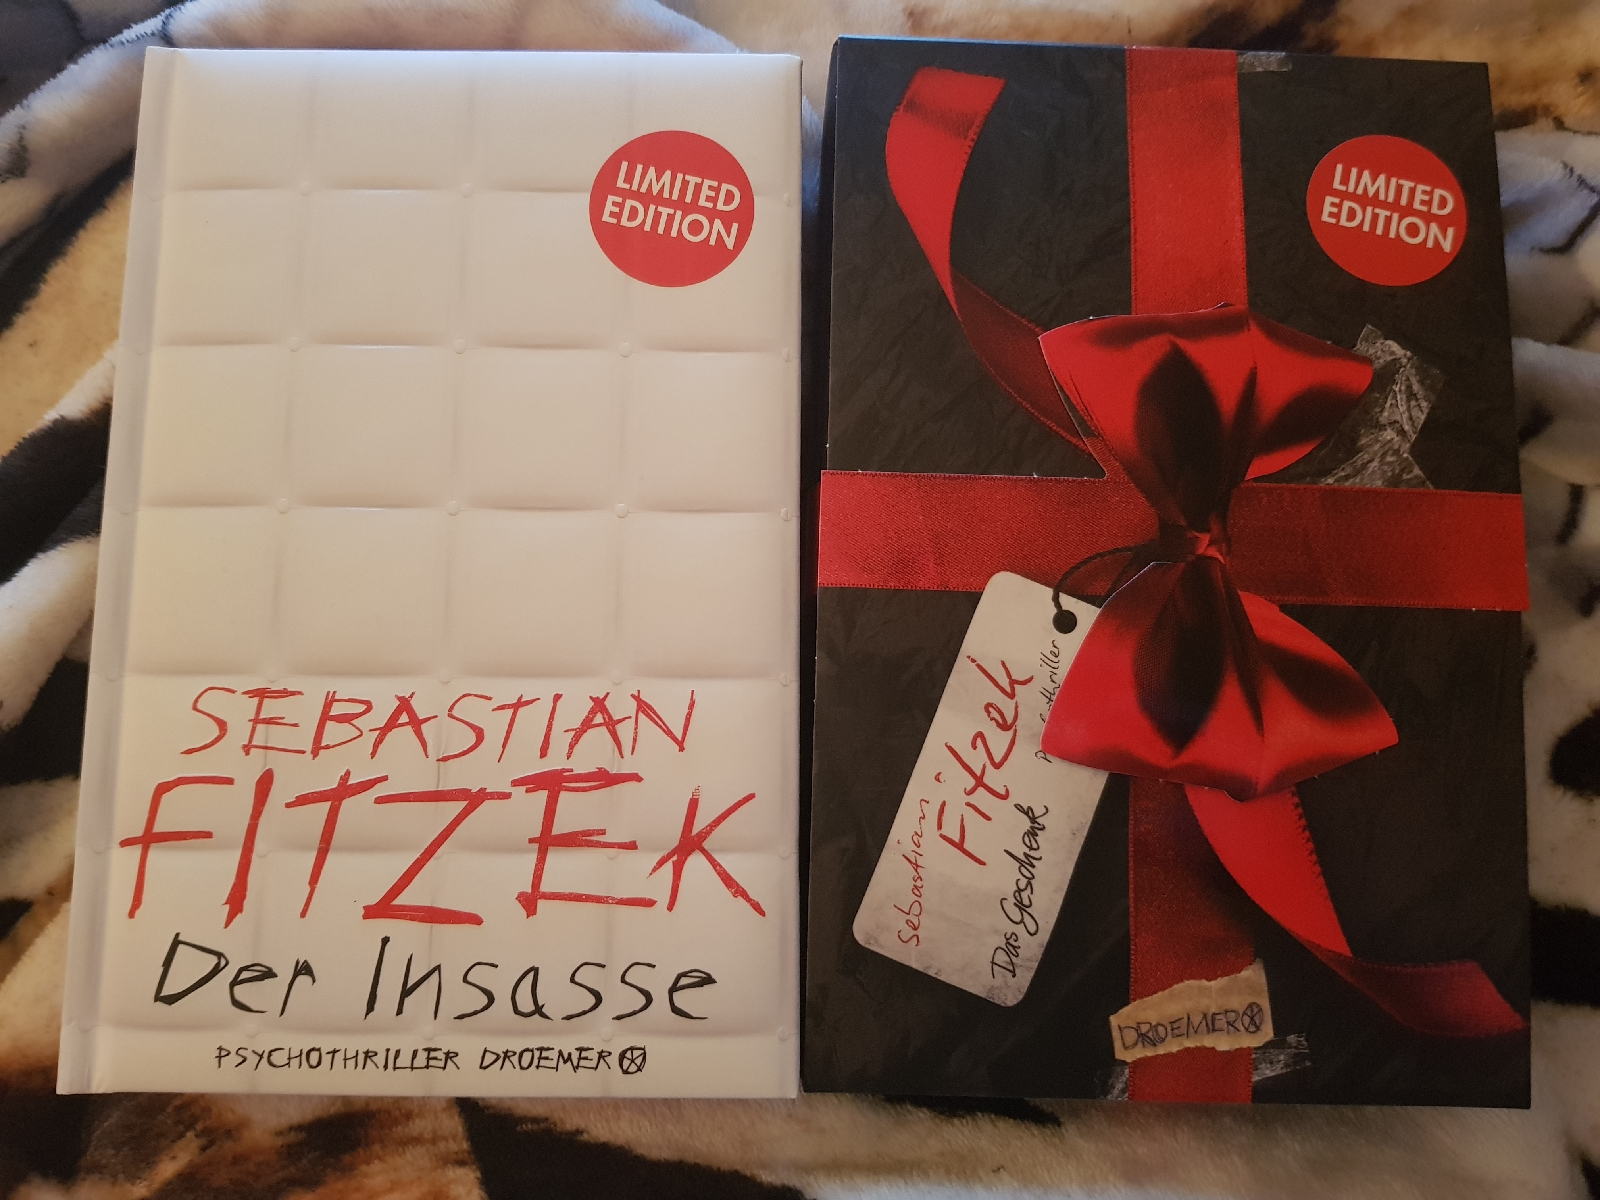 LIMITED
EDITION
SEBASTIAN
FITZEK
Der Insasse
PSYCHOTHRILLER DROEMER
LIMITED
EDITION
Sebastian
Fitzek
Das Geschenk
DROEMER